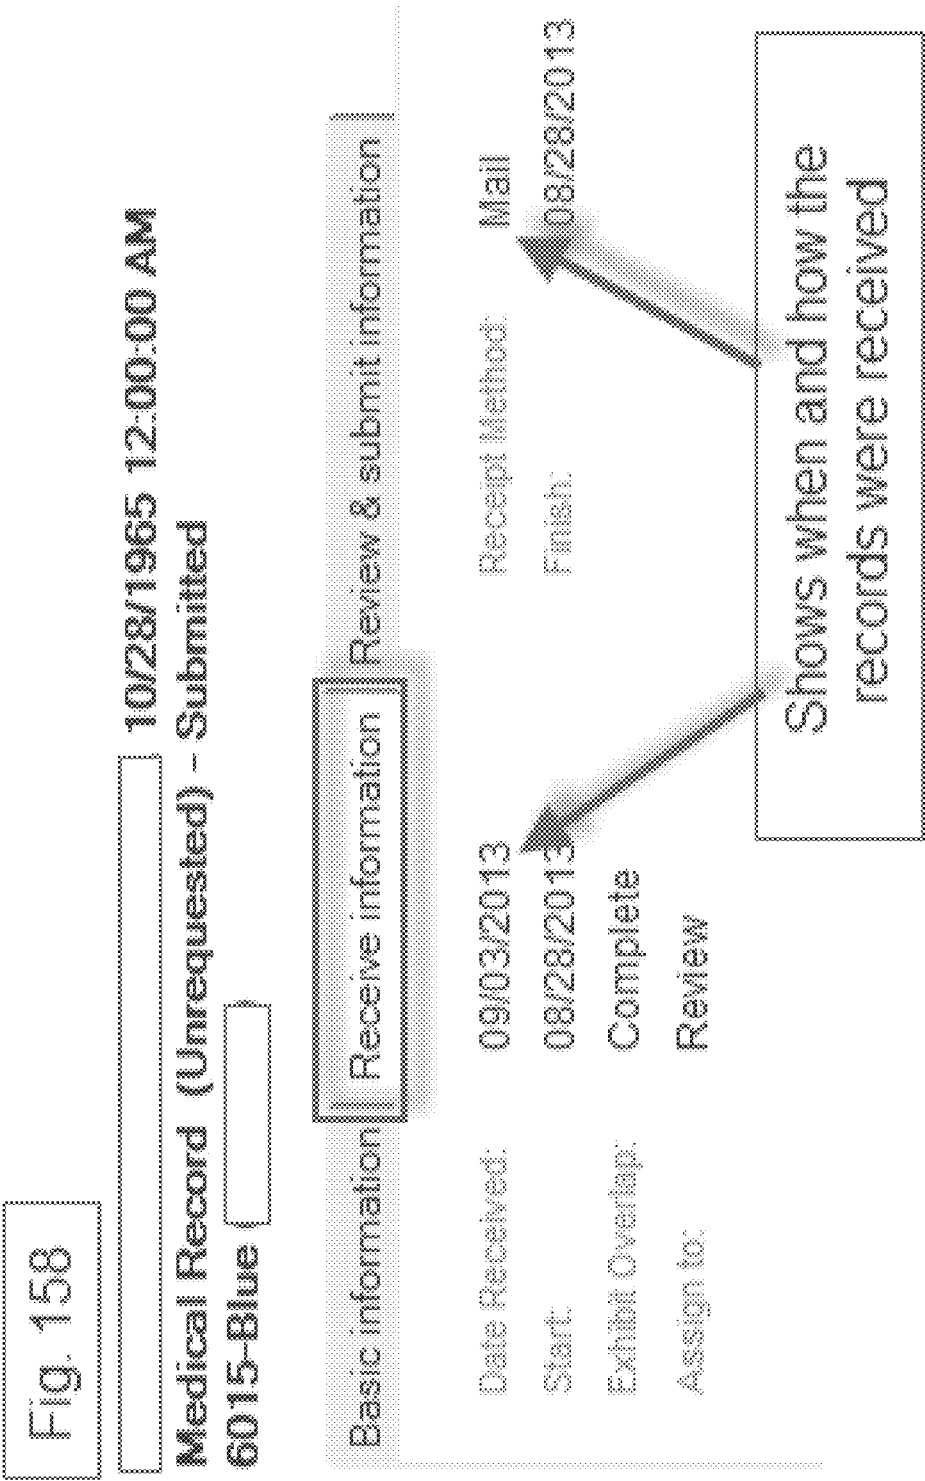 Fig. 158
10/28/1965 12:00:00 AM
Medical Record (Unrequested) – Submitted
6015-Blue ( )
Basic information Receive information Review & submit information
Date Received: 09/03/2013 Receipt Method: Mail
Start: 08/28/2013 Finish: 08/28/2013
Exhibit Overlap: Complete
Assign to: Review
Shows when and how the
records were received